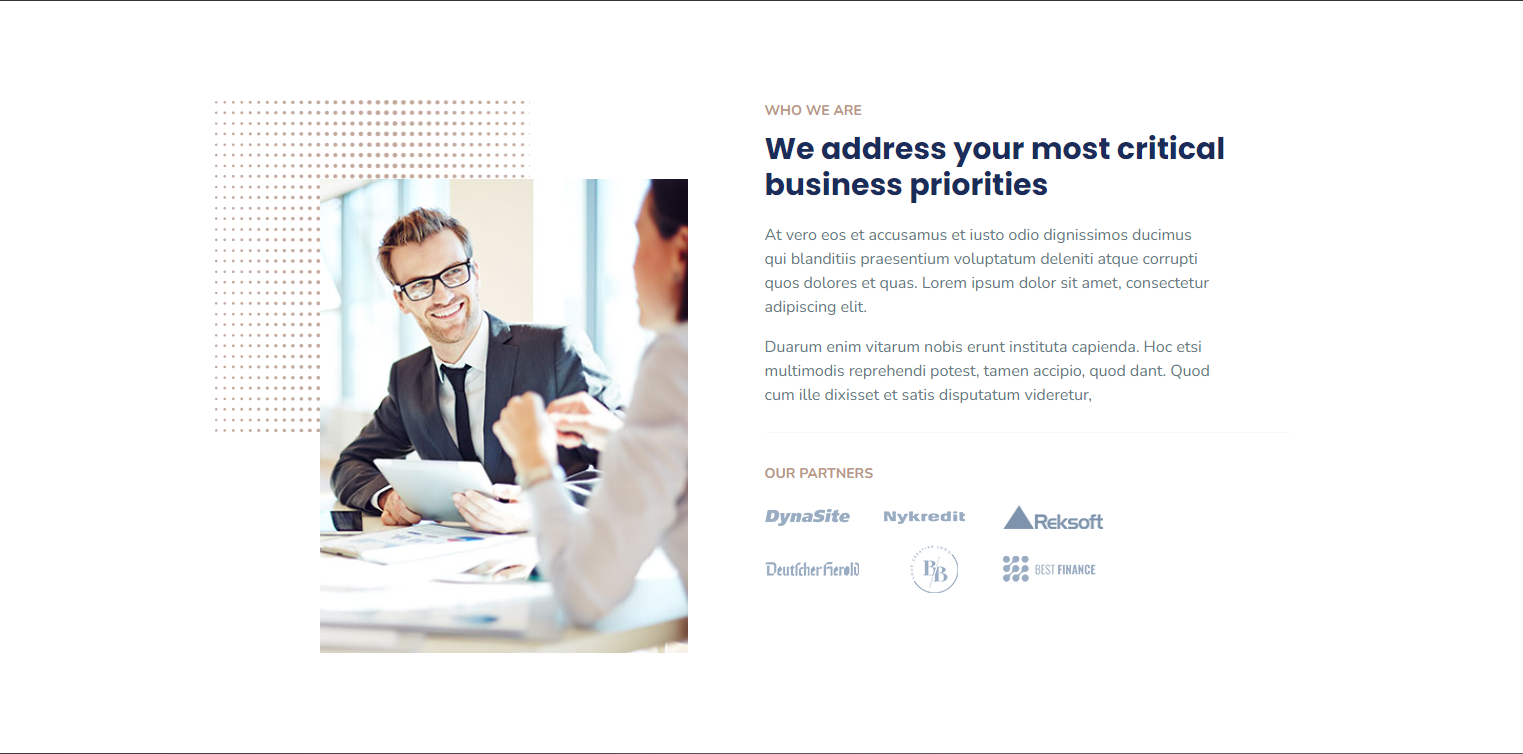 WHO WE ARE
We address your most critical
business priorities
At vero eos et accusamus et iusto odio dignissimos ducimus
qui blanditiis praesentium voluptatum deleniti atque corrupti
quos dolores et quas. Lorem ipsum dolor sit amet, consectetur
adipiscing elit.
Duarum enim vitarum nobis erunt instituta capienda. Hoc etsi
multimodis reprehendi potest, tamen accipio, quod dant. Quod
cum ille dixisset et satis disputatum videretur,
OUR PARTNERS
DynaSite Nykredit Reksoft
Deutscher Herold B/B BEST FINANCE